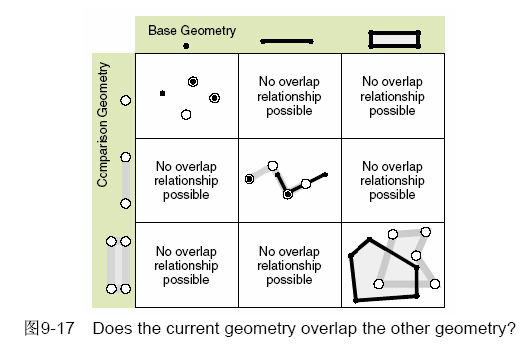 Base Geometry
Comparison Geometry
No overlap
relationship
possible
No overlap
relationship
possible
No overlap
relationship
possible
No overlap
relationship
possible
No overlap
relationship
possible
No overlap
relationship
possible
图9-17 Does the current geometry overlap the other geometry?